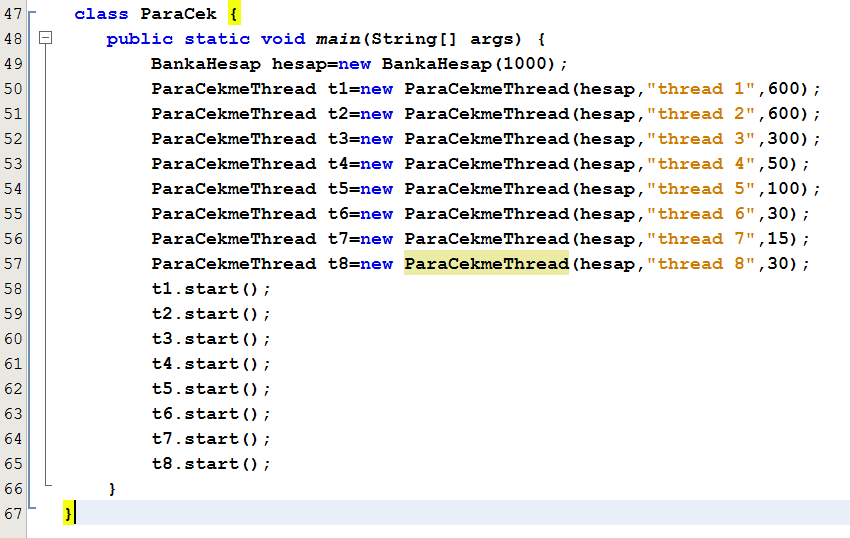 47 class ParaCek {
48 public static void main(String[] args) {
49 BankaHesap hesap=new BankaHesap(1000);
50 ParaCekmeThread t1=new ParaCekmeThread(hesap,"thread 1",600);
51 ParaCekmeThread t2=new ParaCekmeThread(hesap,"thread 2",600);
52 ParaCekmeThread t3=new ParaCekmeThread(hesap,"thread 3",300);
53 ParaCekmeThread t4=new ParaCekmeThread(hesap,"thread 4",50);
54 ParaCekmeThread t5=new ParaCekmeThread(hesap,"thread 5",100);
55 ParaCekmeThread t6=new ParaCekmeThread(hesap,"thread 6",30);
56 ParaCekmeThread t7=new ParaCekmeThread(hesap,"thread 7",15);
57 ParaCekmeThread t8=new ParaCekmeThread(hesap,"thread 8",30);
58 t1.start();
59 t2.start();
60 t3.start();
61 t4.start();
62 t5.start();
63 t6.start();
64 t7.start();
65 t8.start();
66 }
67 }